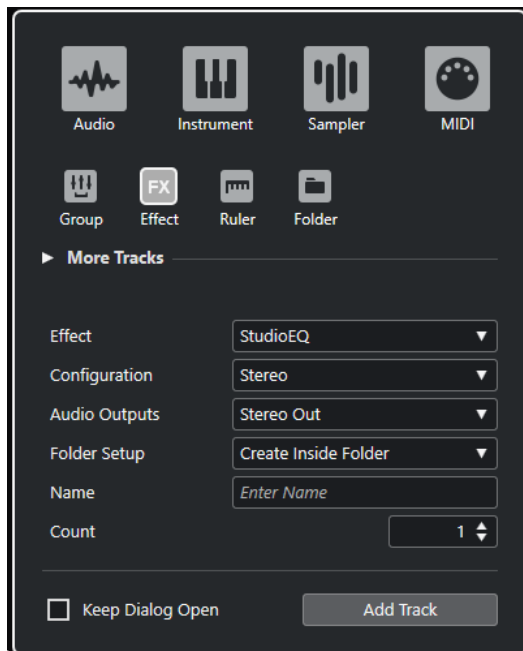 Audio Instrument Sampler MIDI
FX
Group Effect Ruler Folder
More Tracks
Effect StudioEQ
Configuration Stereo
Audio Outputs Stereo Out
Folder Setup Create Inside Folder
Name Enter Name
Count 1
Keep Dialog Open Add Track